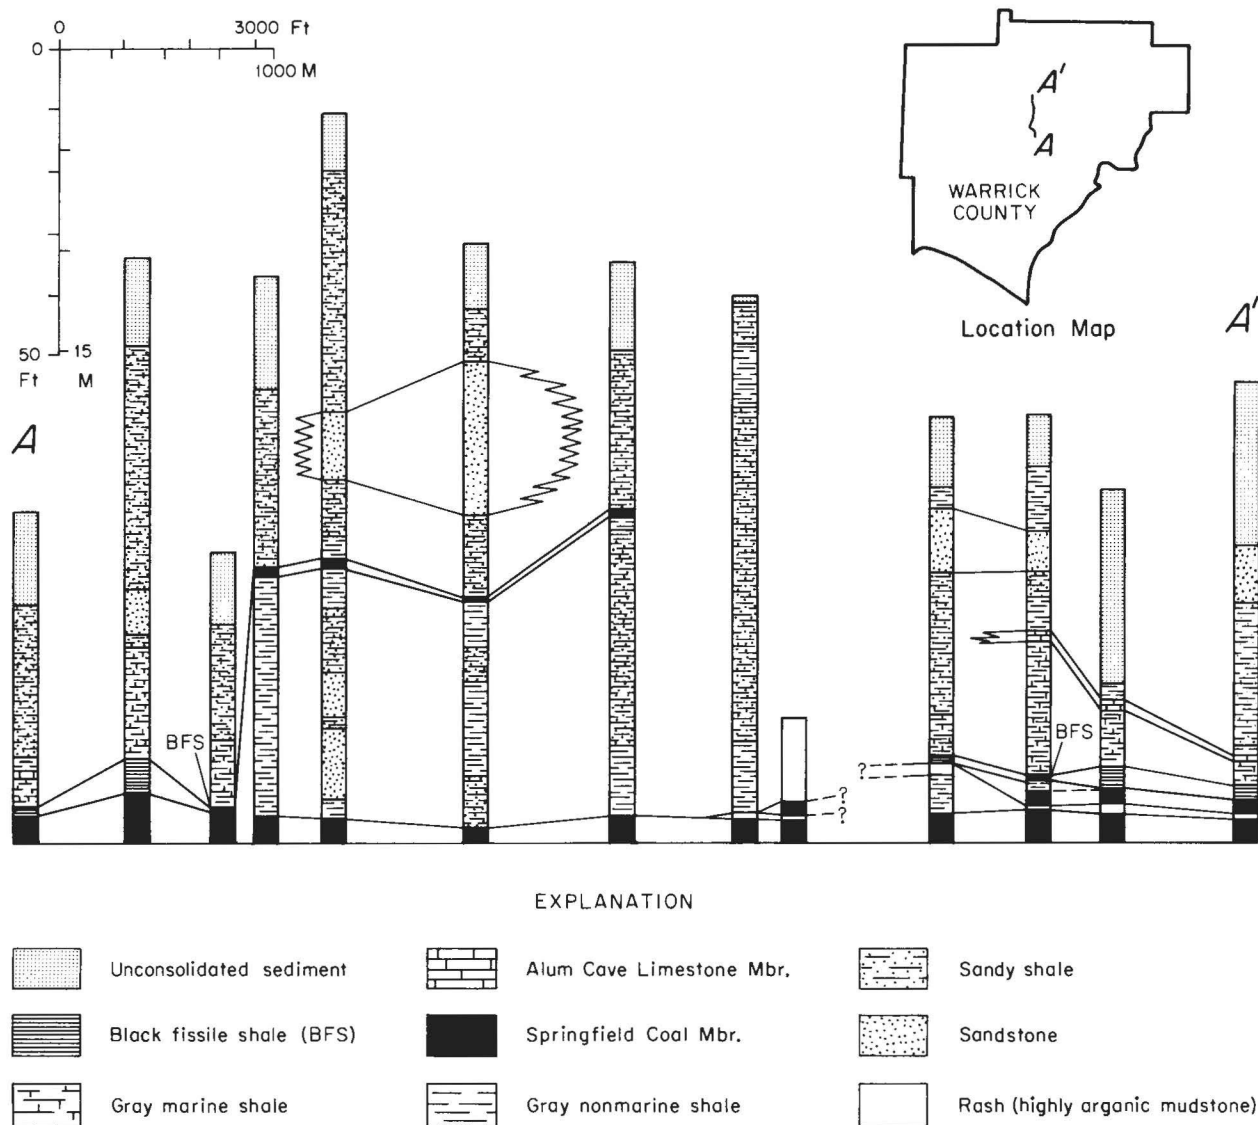 0 3000 Ft
0
1000 M
50 15
Ft M
A'
A
WARRICK
COUNTY
Location Map
A'
A
BFS
BFS
?
?
?
?
EXPLANATION
Unconsolidated sediment
Alum Cave Limestone Mbr.
Sandy shale
Black fissile shale (BFS)
Springfield Coal Mbr.
Sandstone
Gray marine shale
Gray nonmarine shale
Rash (highly arganic mudstone)